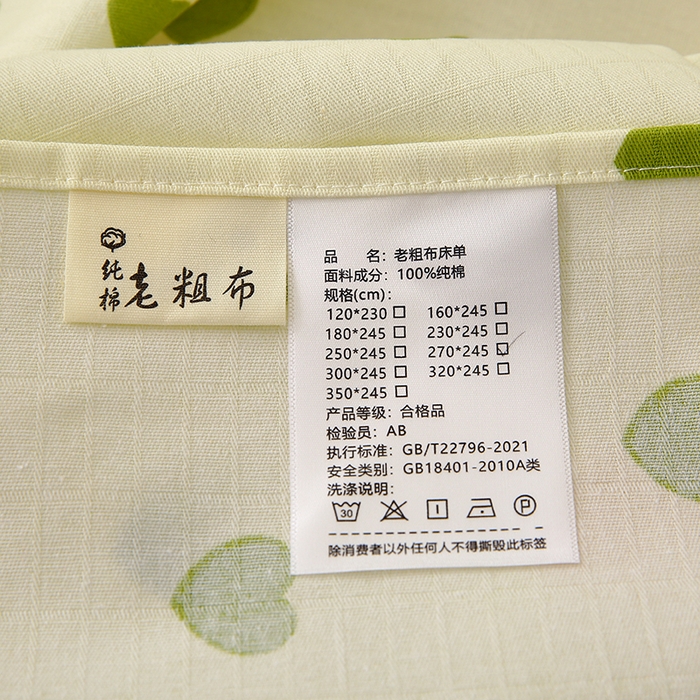 纯棉 老粗布
品 名：老粗布床单
面料成分：100%纯棉
规格(cm)：
120*230 160*245
180*245 230*245
250*245 270*245
300*245 320*245
350*245
产品等级：合格品
检验员：AB
执行标准：GB/T22796-2021
安全类别：GB18401-2010A类
洗涤说明：
30 P
除消费者以外任何人不得撕毁此标签